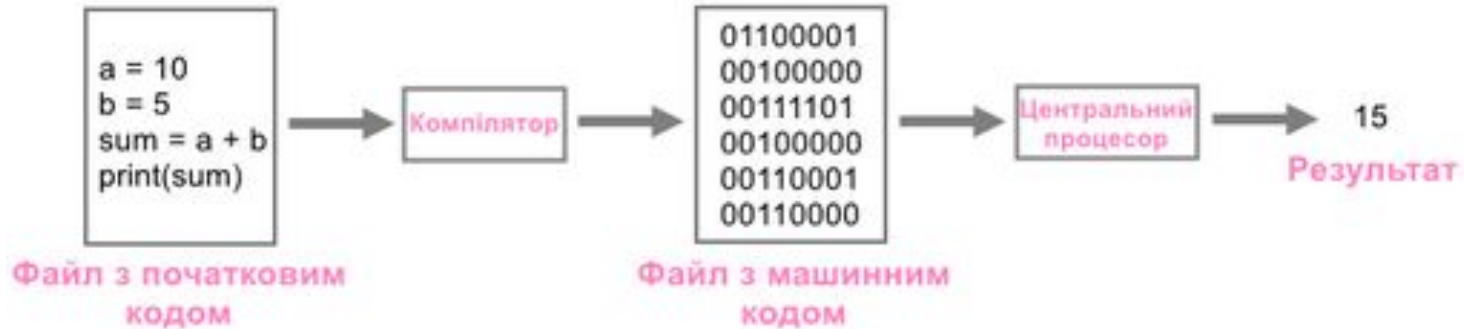 a = 10
b = 5
sum = a + b
print(sum)
Файл з початковим
кодом
Компілятор
01100001
00100000
00111101
00100000
00110001
00110000
Файл з машинним
кодом
Центральний
процесор
15
Результат